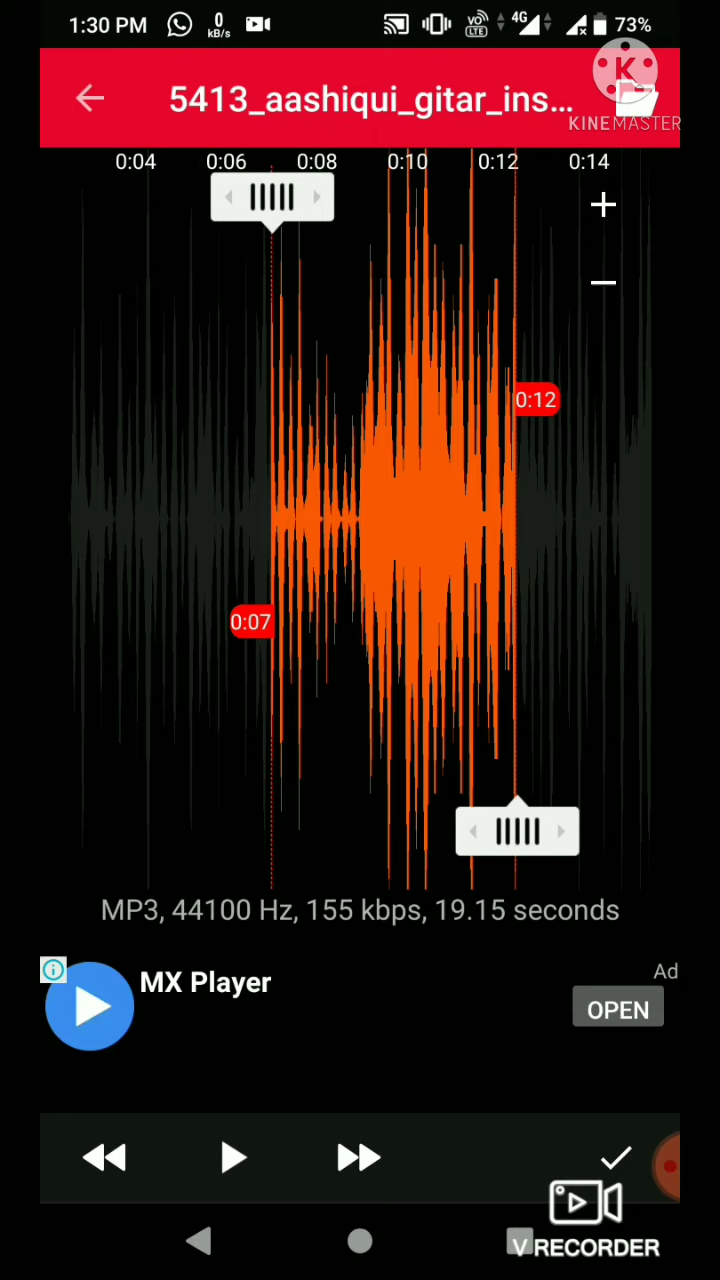 1:30 PM 0 kB/s VO LTE 4G 73%
5413_aashiqui_gitar_ins...
K
KINEMASTER
0:04 0:06 0:08 0:10 0:12 0:14
+
−
0:12
0:07
MP3, 44100 Hz, 155 kbps, 19.15 seconds
MX Player
Ad
OPEN
V RECORDER